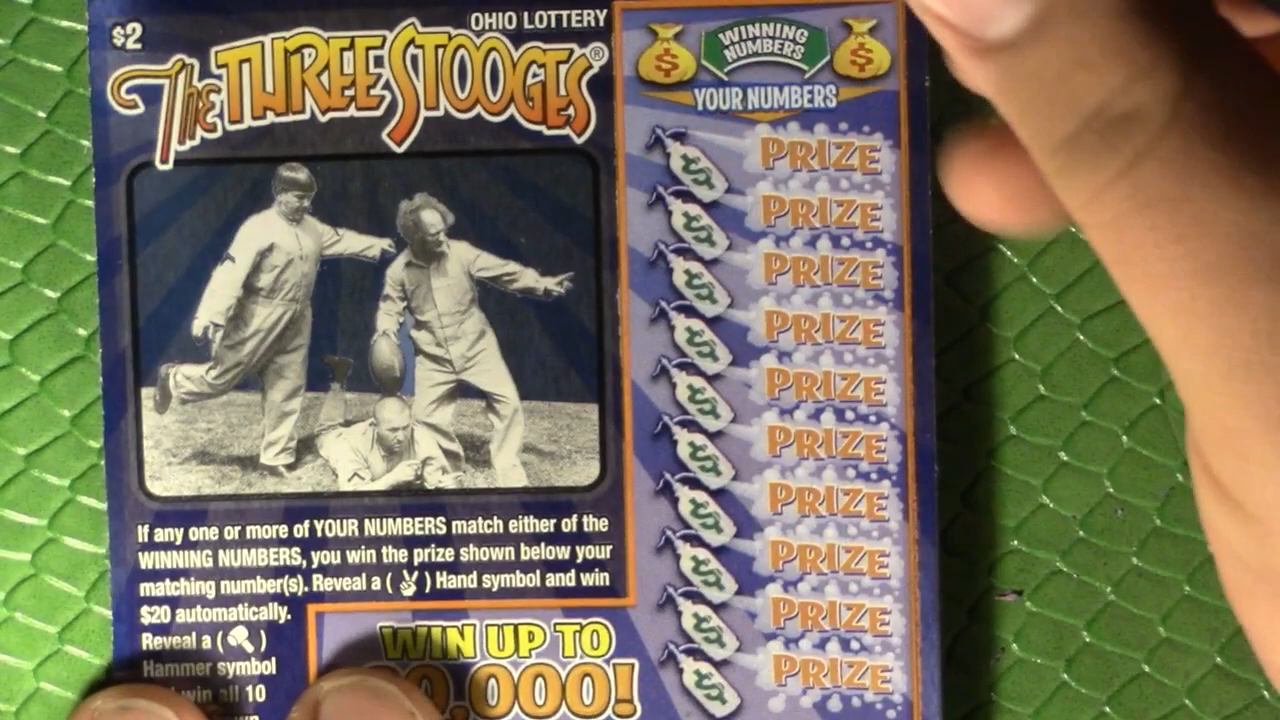 $2
OHIO LOTTERY
The THREE STOOGES®
If any one or more of YOUR NUMBERS match either of the
WINNING NUMBERS, you win the prize shown below your
matching number(s). Reveal a ( ) Hand symbol and win
$20 automatically.
Reveal a ( )
Hammer symbol
win all 10
WIN UP TO
0,000!
WINNING
NUMBERS
$ $
YOUR NUMBERS
$ PRIZE
$ PRIZE
$ PRIZE
$ PRIZE
$ PRIZE
$ PRIZE
$ PRIZE
$ PRIZE
$ PRIZE
$ PRIZE